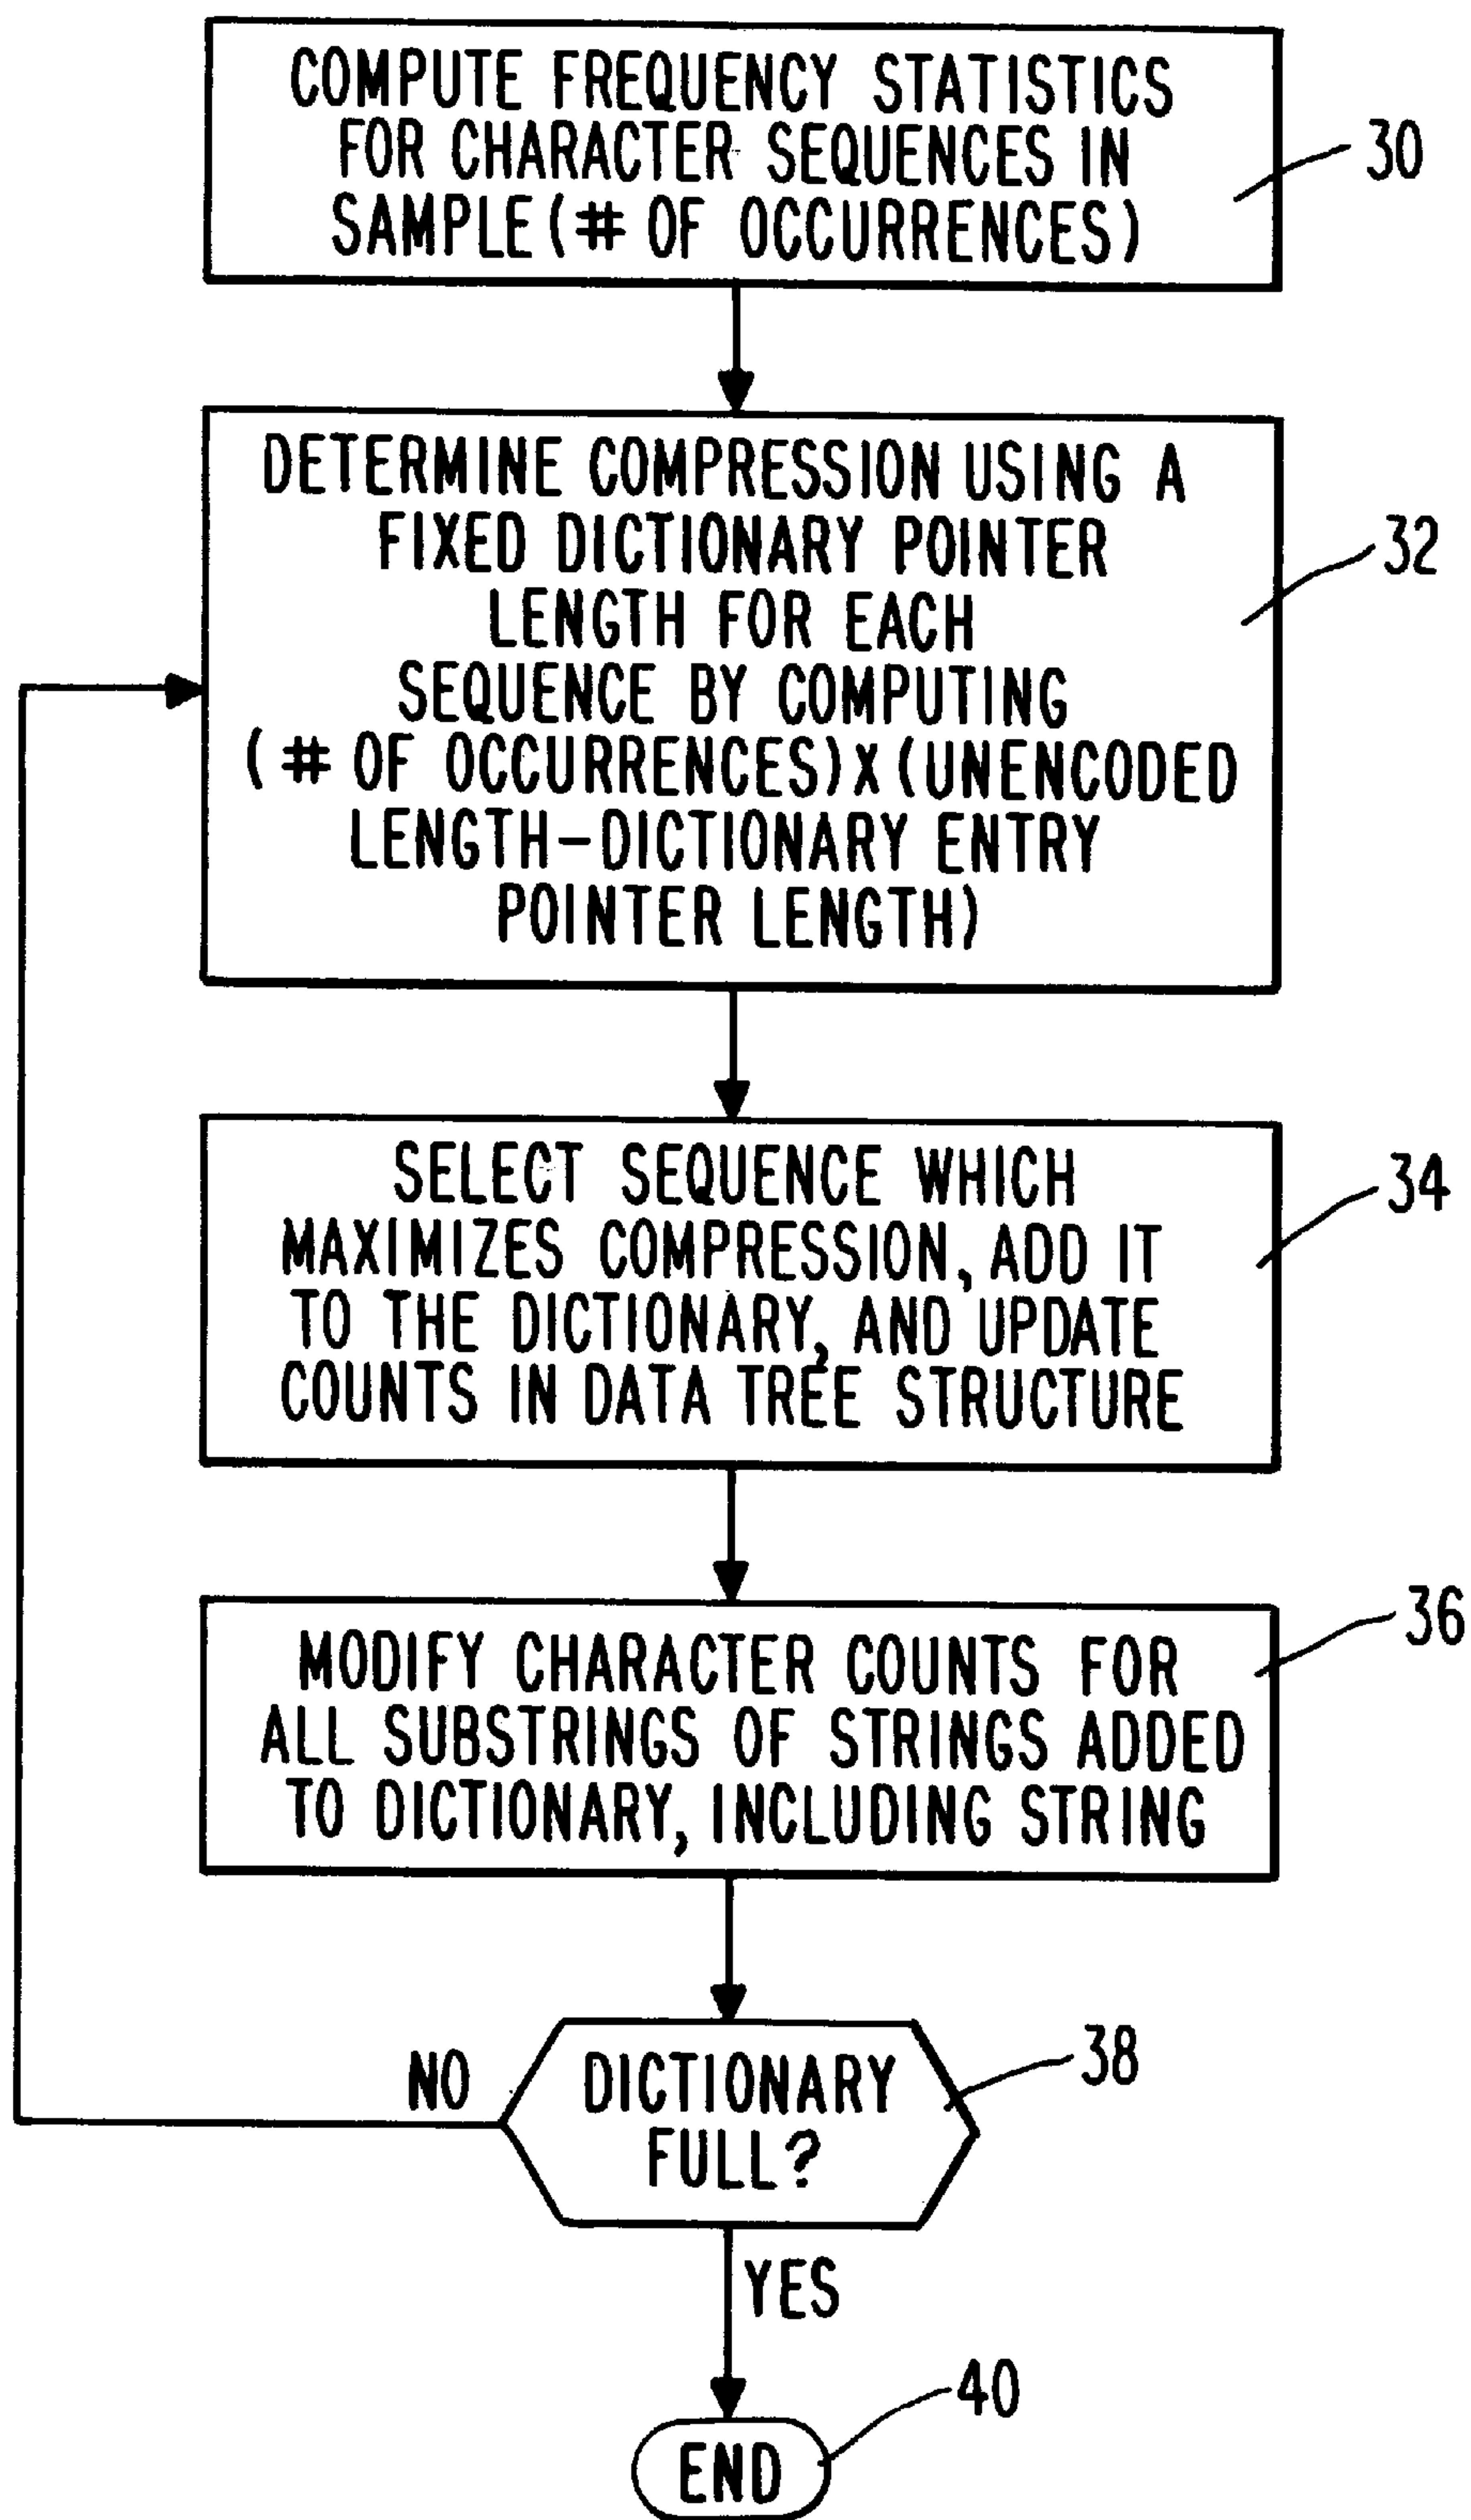 COMPUTE FREQUENCY STATISTICS
FOR CHARACTER SEQUENCES IN
SAMPLE (# OF OCCURRENCES)
30
DETERMINE COMPRESSION USING A
FIXED DICTIONARY POINTER
LENGTH FOR EACH
SEQUENCE BY COMPUTING
(# OF OCCURRENCES) X (UNENCODED
LENGTH-DICTIONARY ENTRY
POINTER LENGTH)
32
SELECT SEQUENCE WHICH
MAXIMIZES COMPRESSION, ADD IT
TO THE DICTIONARY, AND UPDATE
COUNTS IN DATA TREE STRUCTURE
34
MODIFY CHARACTER COUNTS FOR
ALL SUBSTRINGS OF STRINGS ADDED
TO DICTIONARY, INCLUDING STRING
36
NO
DICTIONARY
FULL?
38
YES
40
END